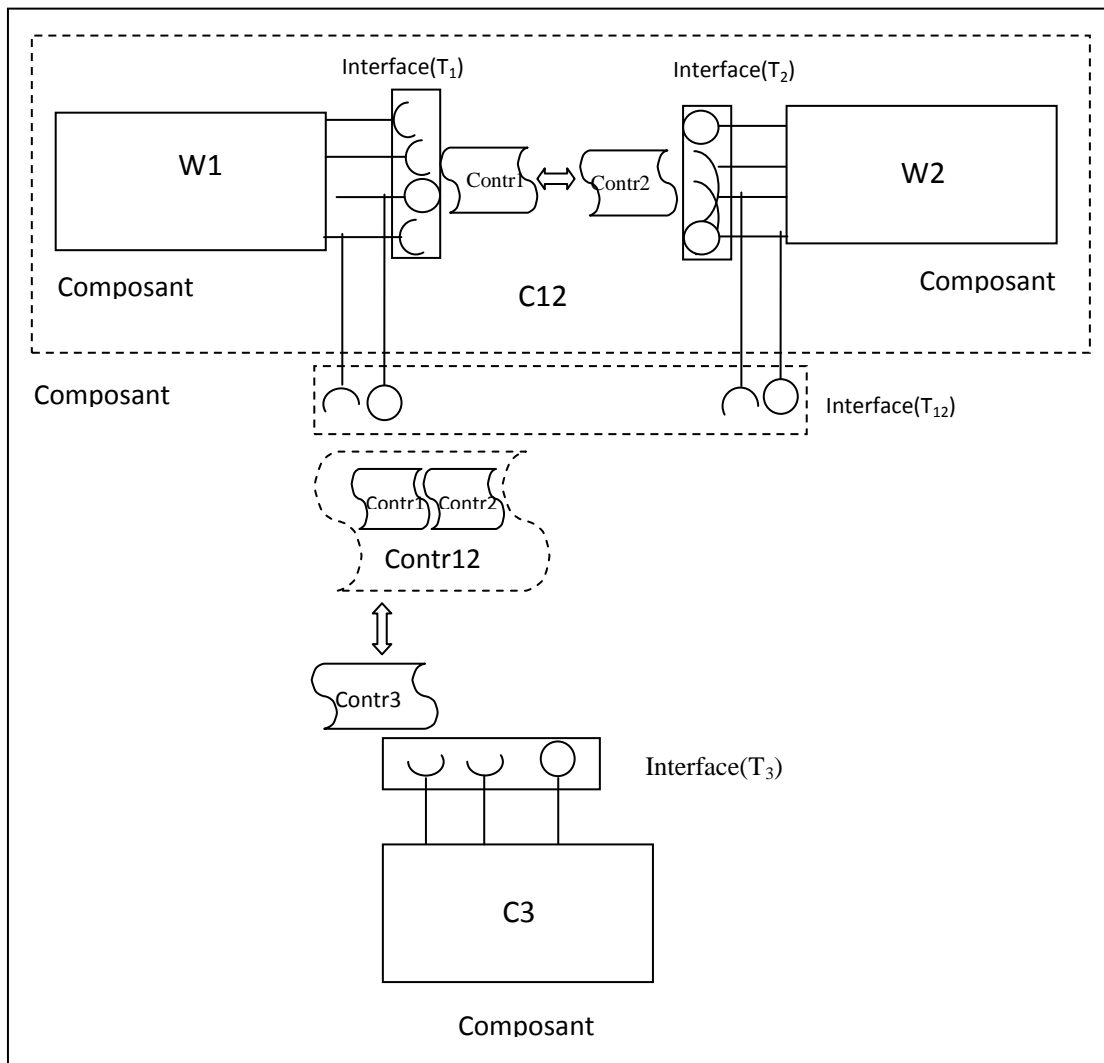 Interface(T₁)
Interface(T₂)
W1
W2
Contr1
Contr2
Composant
C12
Composant
Composant
Interface(T₁₂)
Contr1
Contr2
Contr12
Contr3
Interface(T₃)
C3
Composant